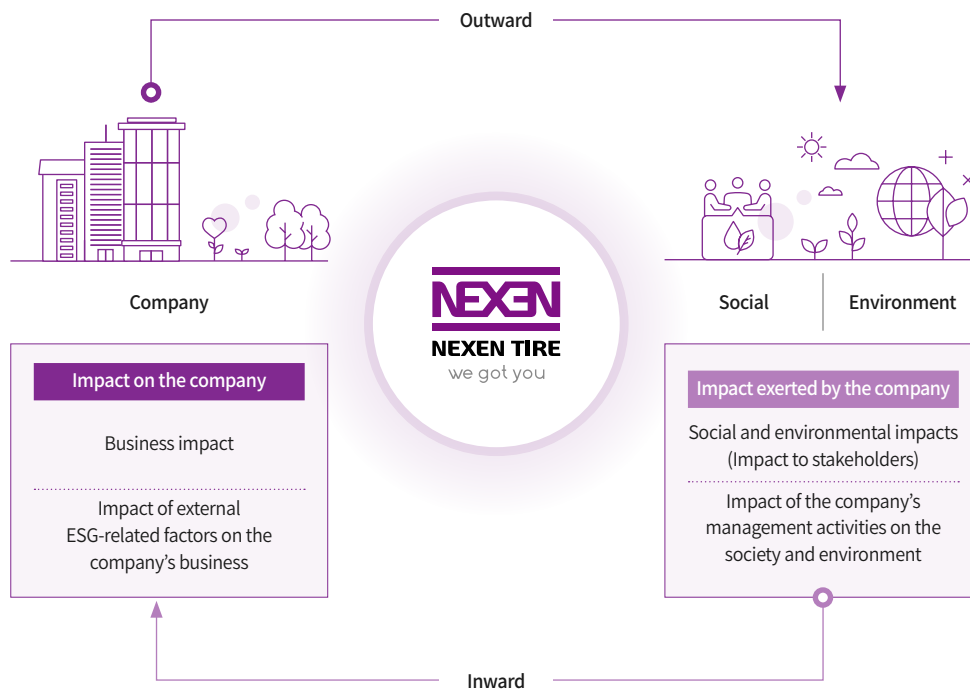 Outward
Company
Social
Environment
NEXEN
NEXEN TIRE
we got you
Impact on the company
Business impact
Impact of external
ESG-related factors on the
company's business
Impact exerted by the company
Social and environmental impacts
(Impact to stakeholders)
Impact of the company's
management activities on the
society and environment
Inward